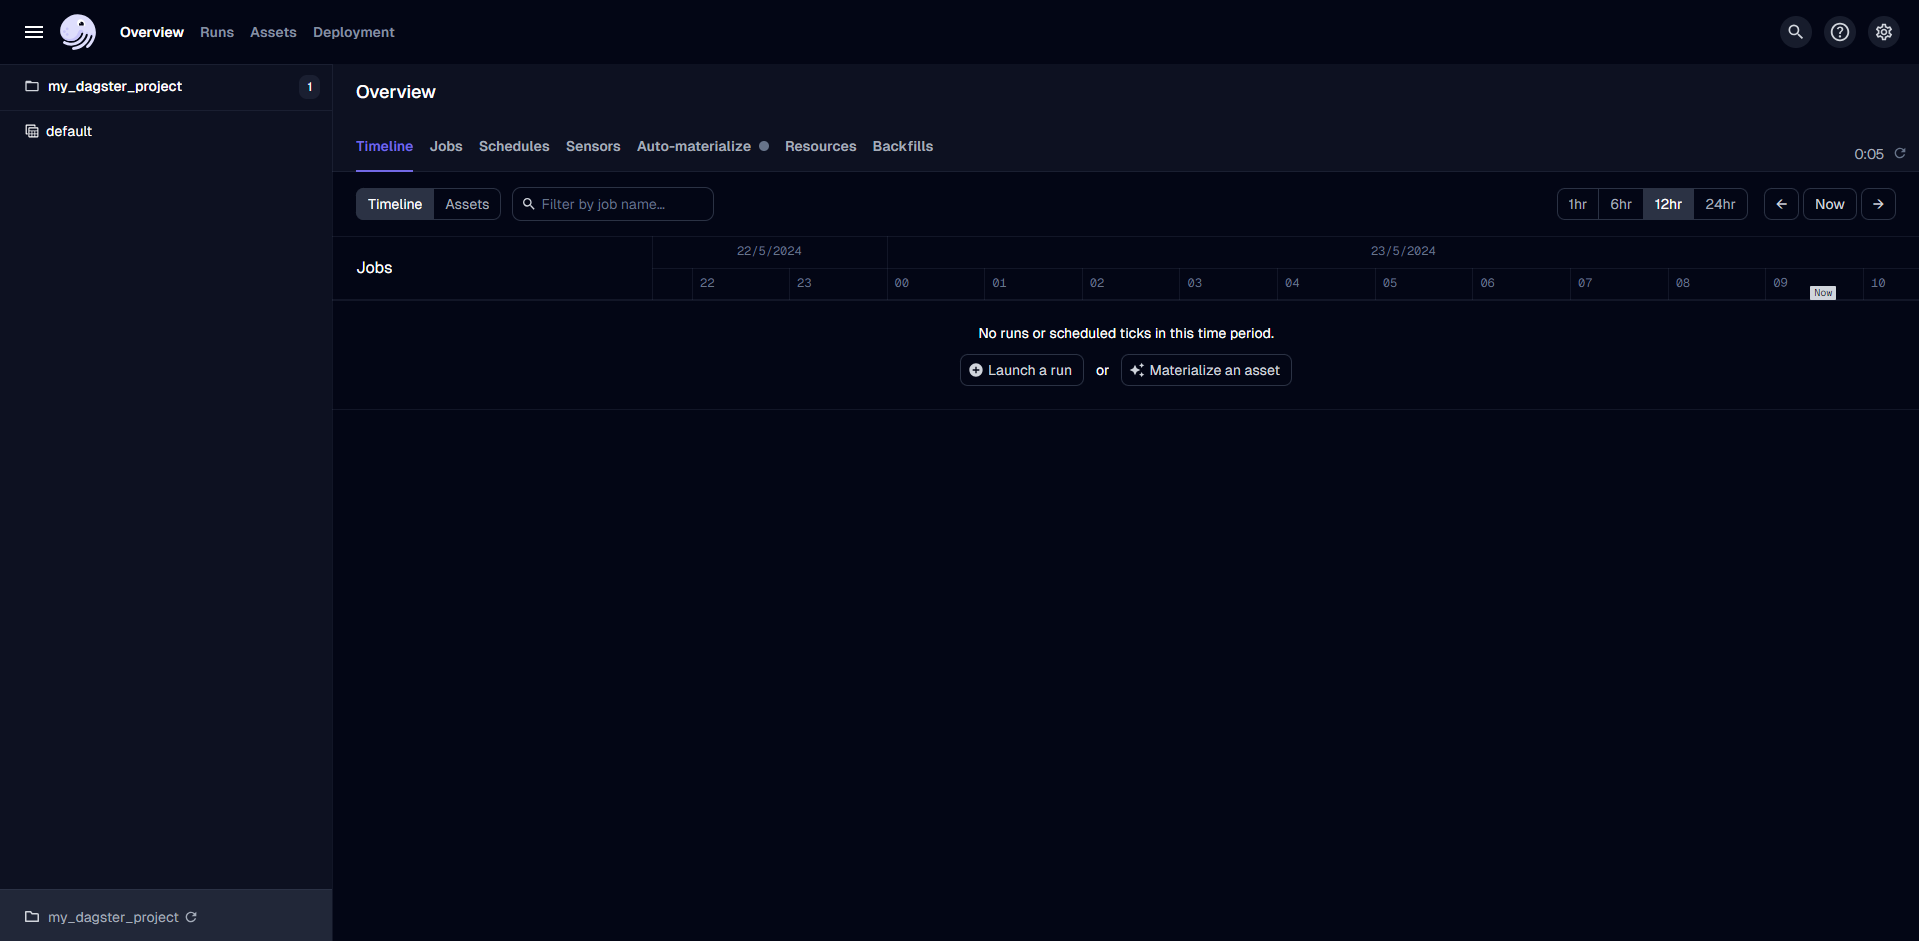 Overview Runs Assets Deployment
my_dagster_project 1
default
Overview
Timeline Jobs Schedules Sensors Auto-materialize Resources Backfills
0:05
Timeline Assets Filter by job name...
1hr 6hr 12hr 24hr Now
Jobs
22/5/2024 23/5/2024
22 23 00 01 02 03 04 05 06 07 08 09 10
Now
No runs or scheduled ticks in this time period.
Launch a run or Materialize an asset
my_dagster_project